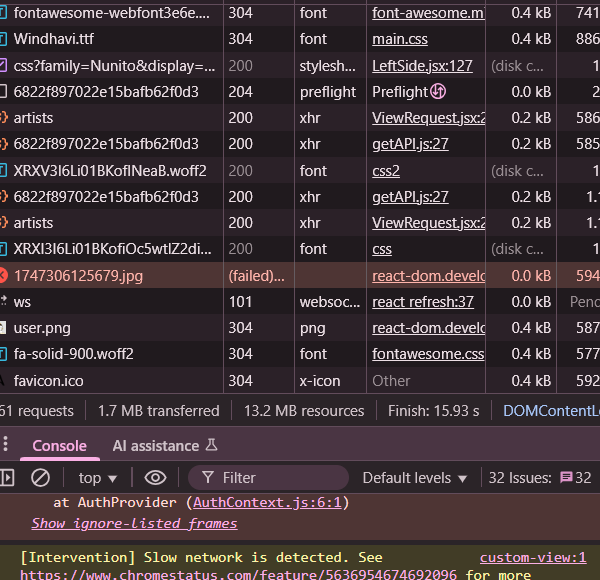 fontawesome-webfont3e6e.... 304 font font-awesome.m 0.4 kB 741
Windhavi.ttf 304 font main.css 0.4 kB 886
css?family=Nunito&display=... 200 stylesh... LeftSide.jsx:127 (disk c... 1
6822f897022e15bafb62f0d3 204 preflight Preflight 0.0 kB 2
artists 200 xhr ViewRequest.jsx:2 0.2 kB 586
6822f897022e15bafb62f0d3 200 xhr getAPI.js:27 0.2 kB 585
XRXV3I6Li01BKofINeaB.woff2 200 font css2 (disk c... 1
6822f897022e15bafb62f0d3 200 xhr getAPI.js:27 0.2 kB 1.
artists 200 xhr ViewRequest.jsx:2 0.2 kB 1.
XRXI3I6Li01BKofiOc5wtlZ2di... 200 font css (disk c... 1
1747306125679.jpg (failed)... react-dom.develo 0.0 kB 594
ws 101 websoc... react refresh:37 0.0 kB Pend
user.png 304 png react-dom.develo 0.4 kB 587
fa-solid-900.woff2 304 font fontawesome.css 0.4 kB 577
favicon.ico 304 x-icon Other 0.4 kB 592
61 requests 1.7 MB transferred 13.2 MB resources Finish: 15.93 s DOMContentLo
Console AI assistance
top Filter Default levels 32 Issues: 32
at AuthProvider (AuthContext.js:6:1)
Show ignore-listed frames
[Intervention] Slow network is detected. See custom-view:1
https://www.chromestatus.com/feature/5636954674692096 for more